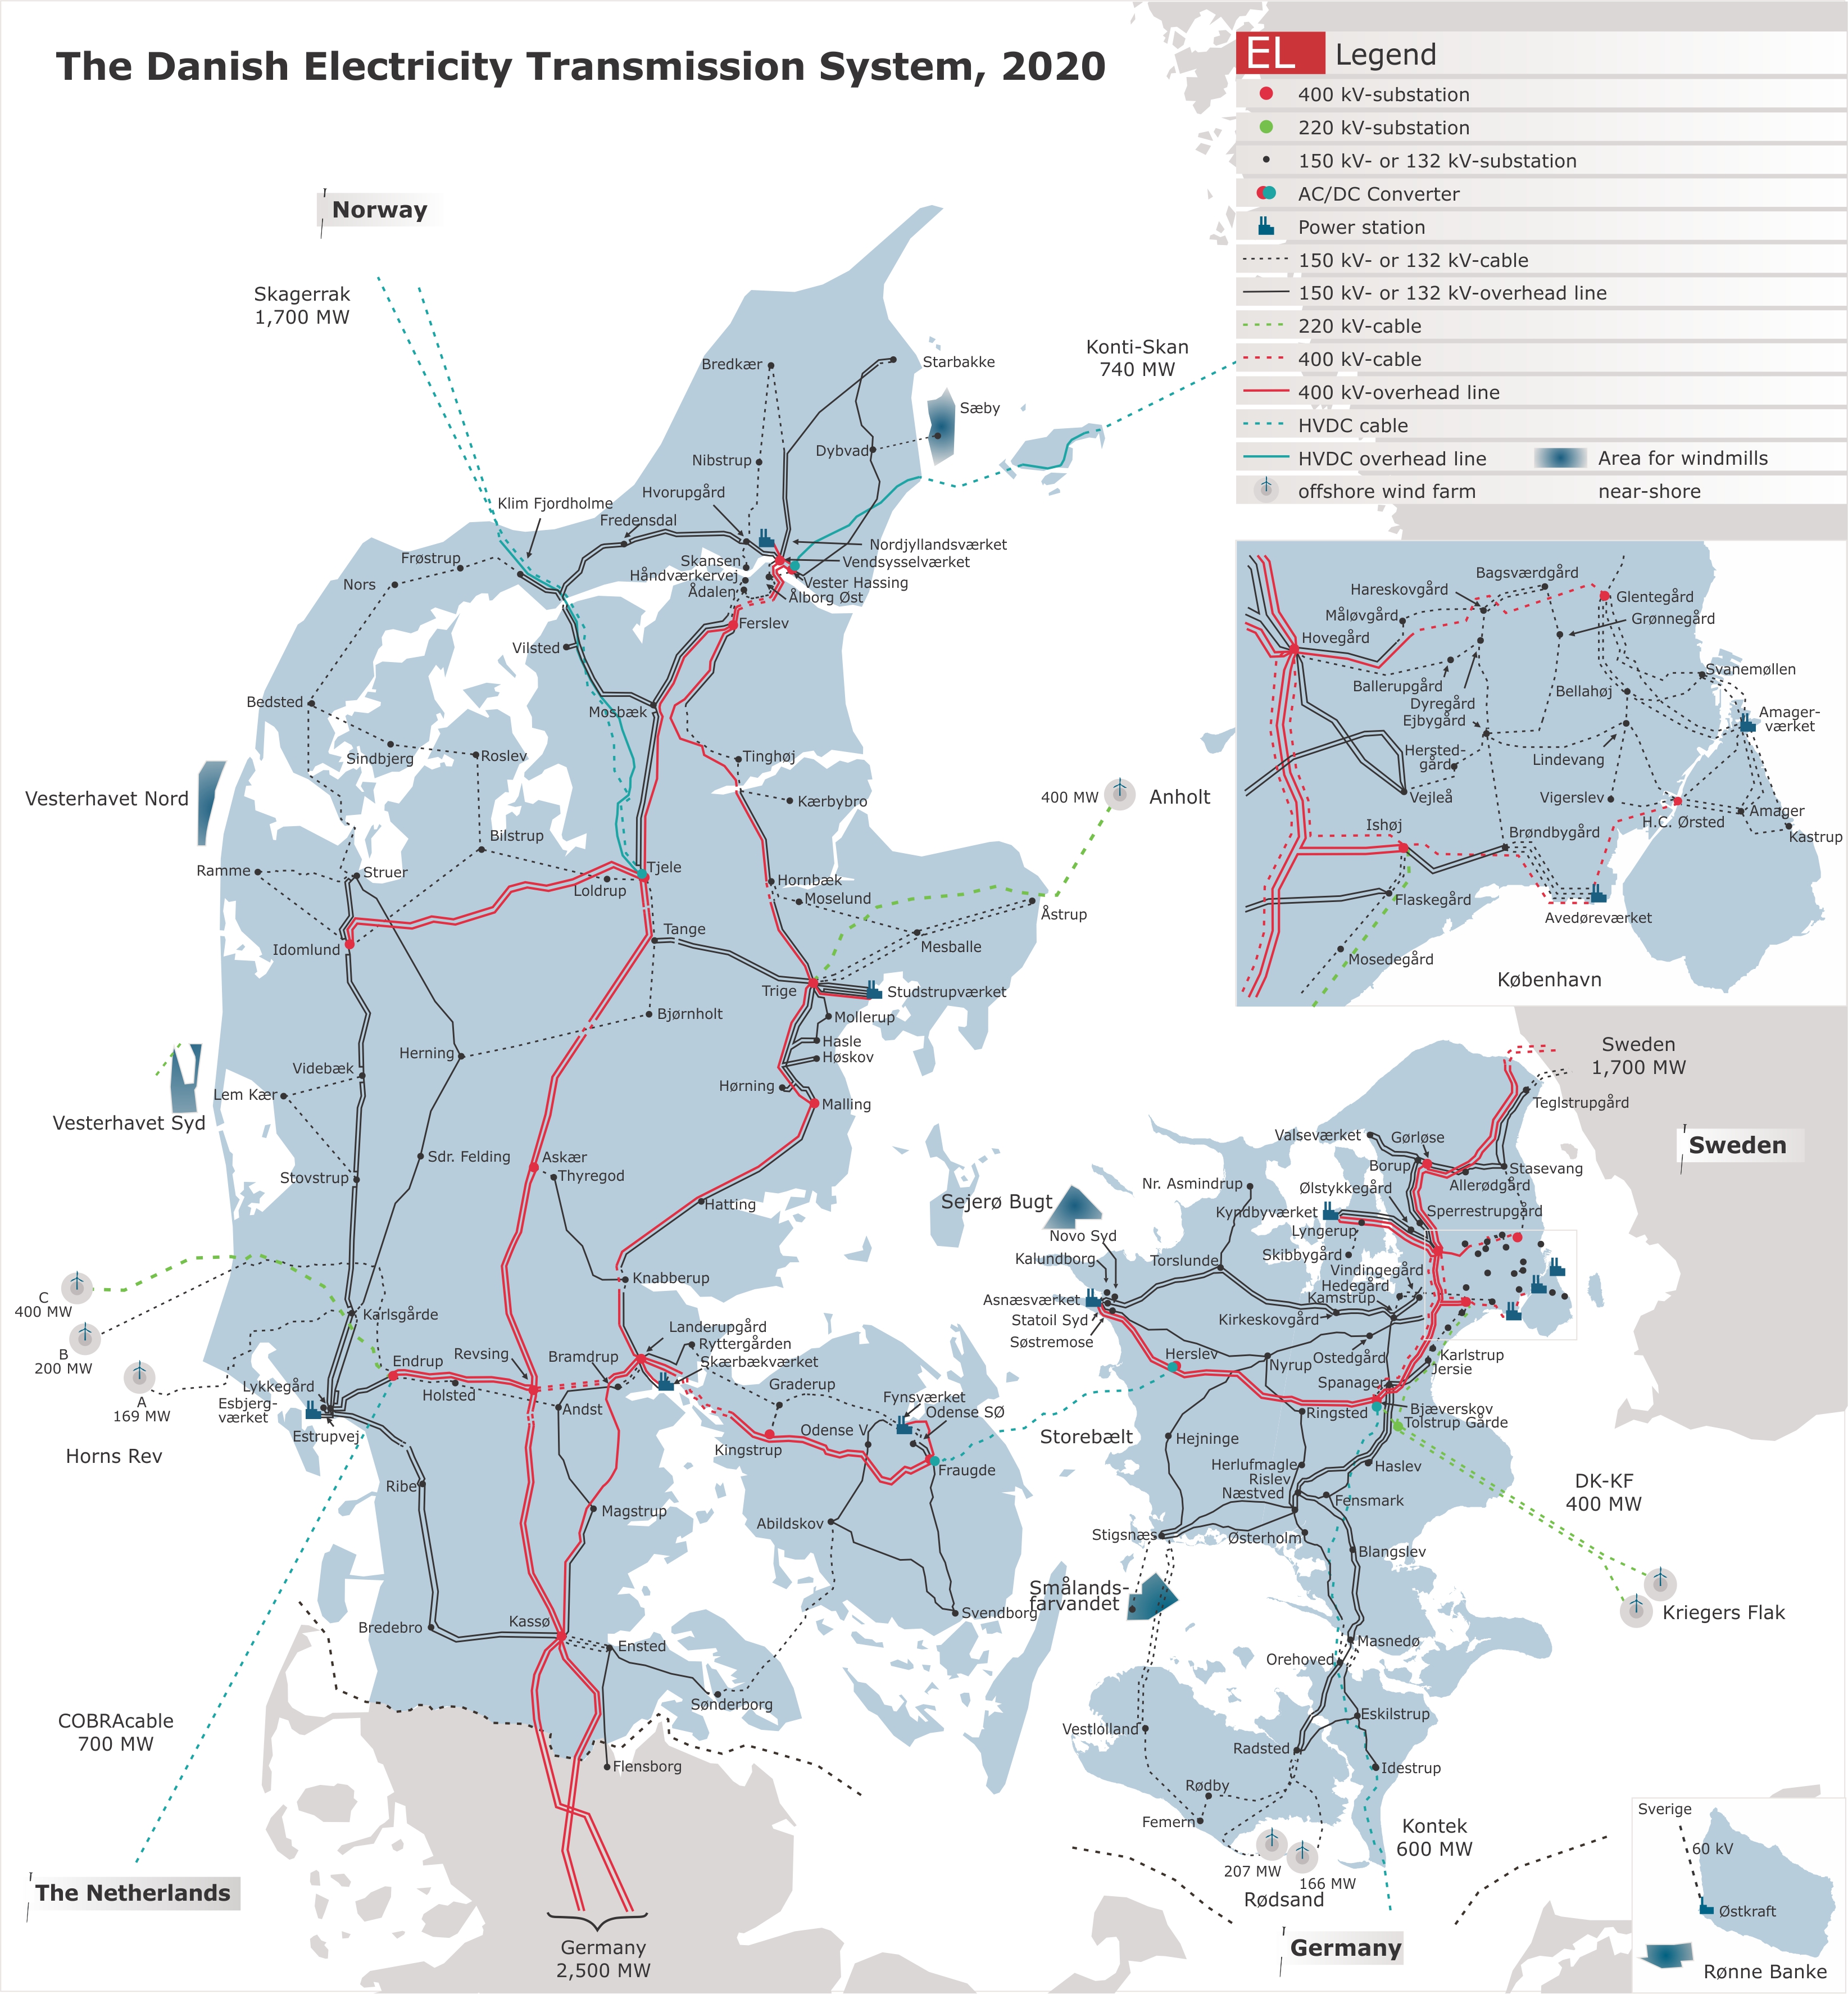 The Danish Electricity Transmission System, 2020
EL Legend
400 kV-substation
220 kV-substation
150 kV- or 132 kV-substation
AC/DC Converter
Power station
150 kV- or 132 kV-cable
150 kV- or 132 kV-overhead line
220 kV-cable
400 kV-cable
400 kV-overhead line
HVDC cable
HVDC overhead line
Area for windmills
offshore wind farm
near-shore
Norway
Skagerrak
1,700 MW
Konti-Skan
740 MW
Bredkær
Starbakke
Sæby
Dybvad
Nibstrup
Hvorupgård
Klim Fjordholme
Fredensdal
Nordjyllandsværket
Vendsysselværket
Frøstrup
Skansen
Håndværkervej
Vester Hassing
Nors
Ådalen
Ålborg Øst
Ferslev
Vilsted
Bedsted
Mosbæk
Sindbjerg
Roslev
Tinghøj
Vesterhavet Nord
Kærbybro
400 MW
Anholt
Bilstrup
Ramme
Struer
Tjele
Loldrup
Hornbæk
Moselund
Åstrup
Idomlund
Tange
Mesballe
Trige
Studstrupværket
Bjørnholt
Mollerup
Herning
Hasle
Høskov
Videbæk
Hørning
Lem Kær
Malling
Vesterhavet Syd
Sdr. Felding
Askær
Stovstrup
Thyregod
Hatting
Knabberup
C
400 MW
B
200 MW
A
169 MW
Horns Rev
Karlsgårde
Landerupgård
Ryttergården
Skærbækværket
Revsing
Bramdrup
Endrup
Holsted
Graderup
Lykkegård
Esbjerg-
værket
Estrupvej
Andst
Fynsværket
Odense SØ
Odense V
Kingstrup
Fraugde
Ribe
Magstrup
Abildskov
Svendborg
Bredebro
Kassø
Ensted
Sønderborg
Flensborg
COBRAcable
700 MW
The Netherlands
Germany
2,500 MW
Bagsværdgård
Hareskovgård
Glentegård
Måløvgård
Grønnegård
Hovegård
Svanemøllen
Ballerupgård
Bellahøj
Dyregård
Ejbygård
Amager-
værket
Hersted-
gård
Lindevang
Vejleå
Vigerslev
Ishøj
Brøndbygård
H.C. Ørsted
Amager
Kastrup
Flaskegård
Avedøreværket
Mosedegård
København
Sweden
1,700 MW
Teglstrupgård
Sweden
Valseværket
Gørløse
Borup
Stasevang
Allerødgård
Nr. Asmindrup
Ølstykkegård
Sejerø Bugt
Kyndbyværket
Sperrestrupgård
Lyngerup
Novo Syd
Skibbygård
Kalundborg
Torslunde
Vindingegård
Hedegård
Kamstrup
Asnæsværket
Statoil Syd
Kirkeskovgård
Søstremose
Herslev
Nyrup
Ostedgård
Karlstrup
Jersie
Spanager
Bjæverskov
Ringsted
Tolstrup Gårde
Storebælt
Hejninge
Herlufmagle
Haslev
Rislev
Næstved
Fensmark
DK-KF
400 MW
Stigsnæs
Østerholm
Blangslev
Smålands-
farvandet
Kriegers Flak
Masnedø
Orehoved
Vestlolland
Eskilstrup
Radsted
Idestrup
Rødby
Femern
Kontek
600 MW
207 MW
166 MW
Rødsand
Germany
Sverige
60 kV
Østkraft
Rønne Banke